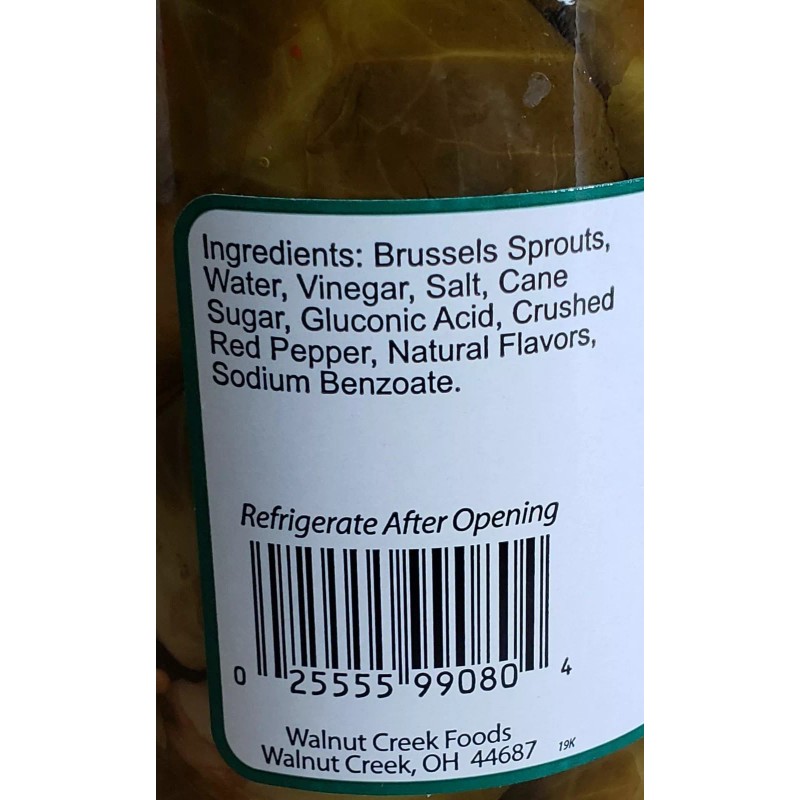 Ingredients: Brussels Sprouts,
Water, Vinegar, Salt, Cane
Sugar, Gluconic Acid, Crushed
Red Pepper, Natural Flavors,
Sodium Benzoate.
Refrigerate After Opening
0 25555 99080 4
Walnut Creek Foods
Walnut Creek, OH 44687 19K